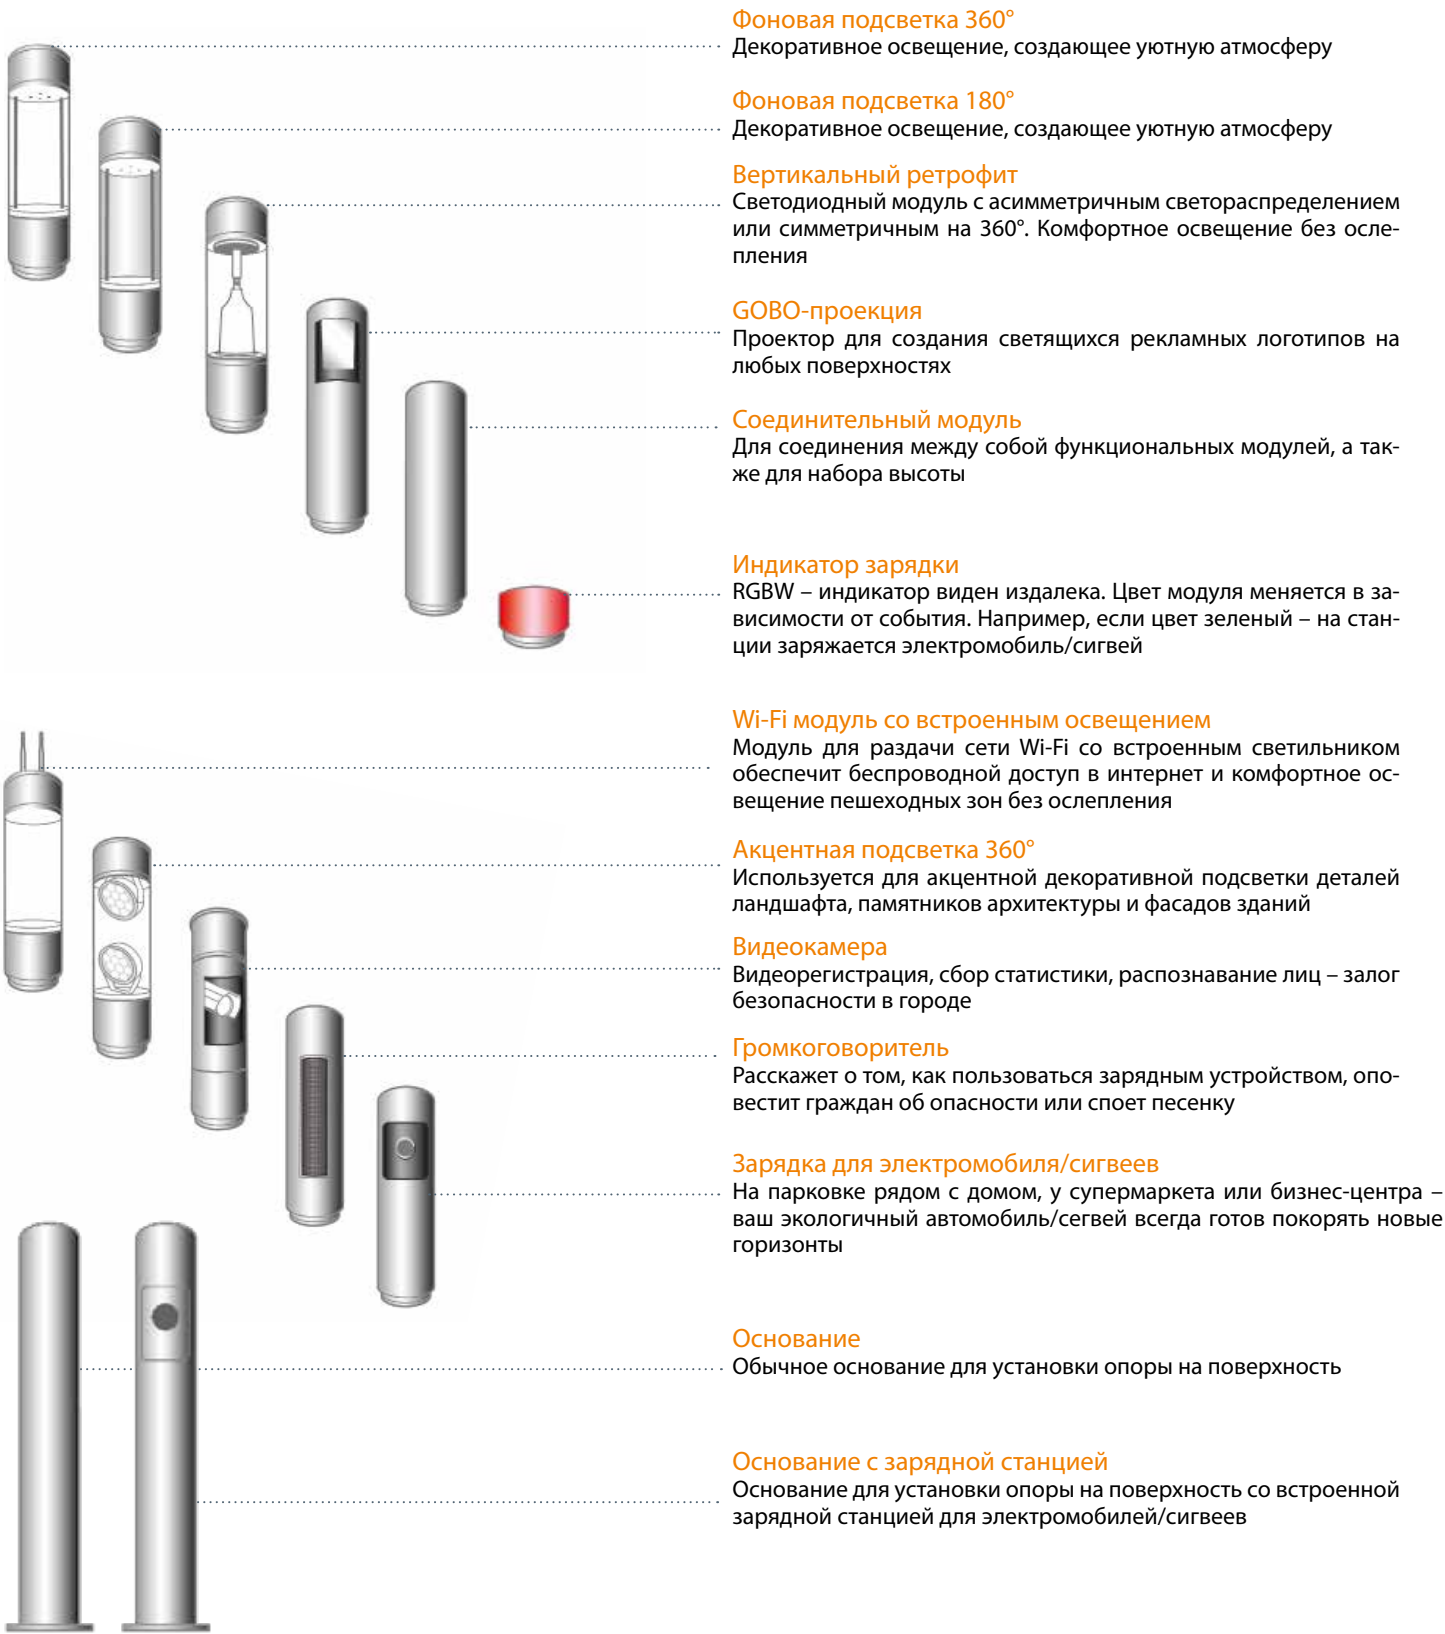 Фоновая подсветка 360°
Декоративное освещение, создающее уютную атмосферу
Фоновая подсветка 180°
Декоративное освещение, создающее уютную атмосферу
Вертикальный ретрофит
Светодиодный модуль с асимметричным светораспределением
или симметричным на 360°. Комфортное освещение без осле-
пления
GOBO-проекция
Проектор для создания светящихся рекламных логотипов на
любых поверхностях
Соединительный модуль
Для соединения между собой функциональных модулей, а так-
же для набора высоты
Индикатор зарядки
RGBW – индикатор виден издалека. Цвет модуля меняется в за-
висимости от события. Например, если цвет зеленый – на стан-
ции заряжается электромобиль/сигвей
Wi-Fi модуль со встроенным освещением
Модуль для раздачи сети Wi-Fi со встроенным светильником
обеспечит беспроводной доступ в интернет и комфортное ос-
вещение пешеходных зон без ослепления
Акцентная подсветка 360°
Используется для акцентной декоративной подсветки деталей
ландшафта, памятников архитектуры и фасадов зданий
Видеокамера
Видеорегистрация, сбор статистики, распознавание лиц – залог
безопасности в городе
Громкоговоритель
Расскажет о том, как пользоваться зарядным устройством, опо-
вестит граждан об опасности или споет песенку
Зарядка для электромобиля/сигвеев
На парковке рядом с домом, у супермаркета или бизнес-центра –
ваш экологичный автомобиль/сегвей всегда готов покорять новые
горизонты
Основание
Обычное основание для установки опоры на поверхность
Основание с зарядной станцией
Основание для установки опоры на поверхность со встроенной
зарядной станцией для электромобилей/сигвеев